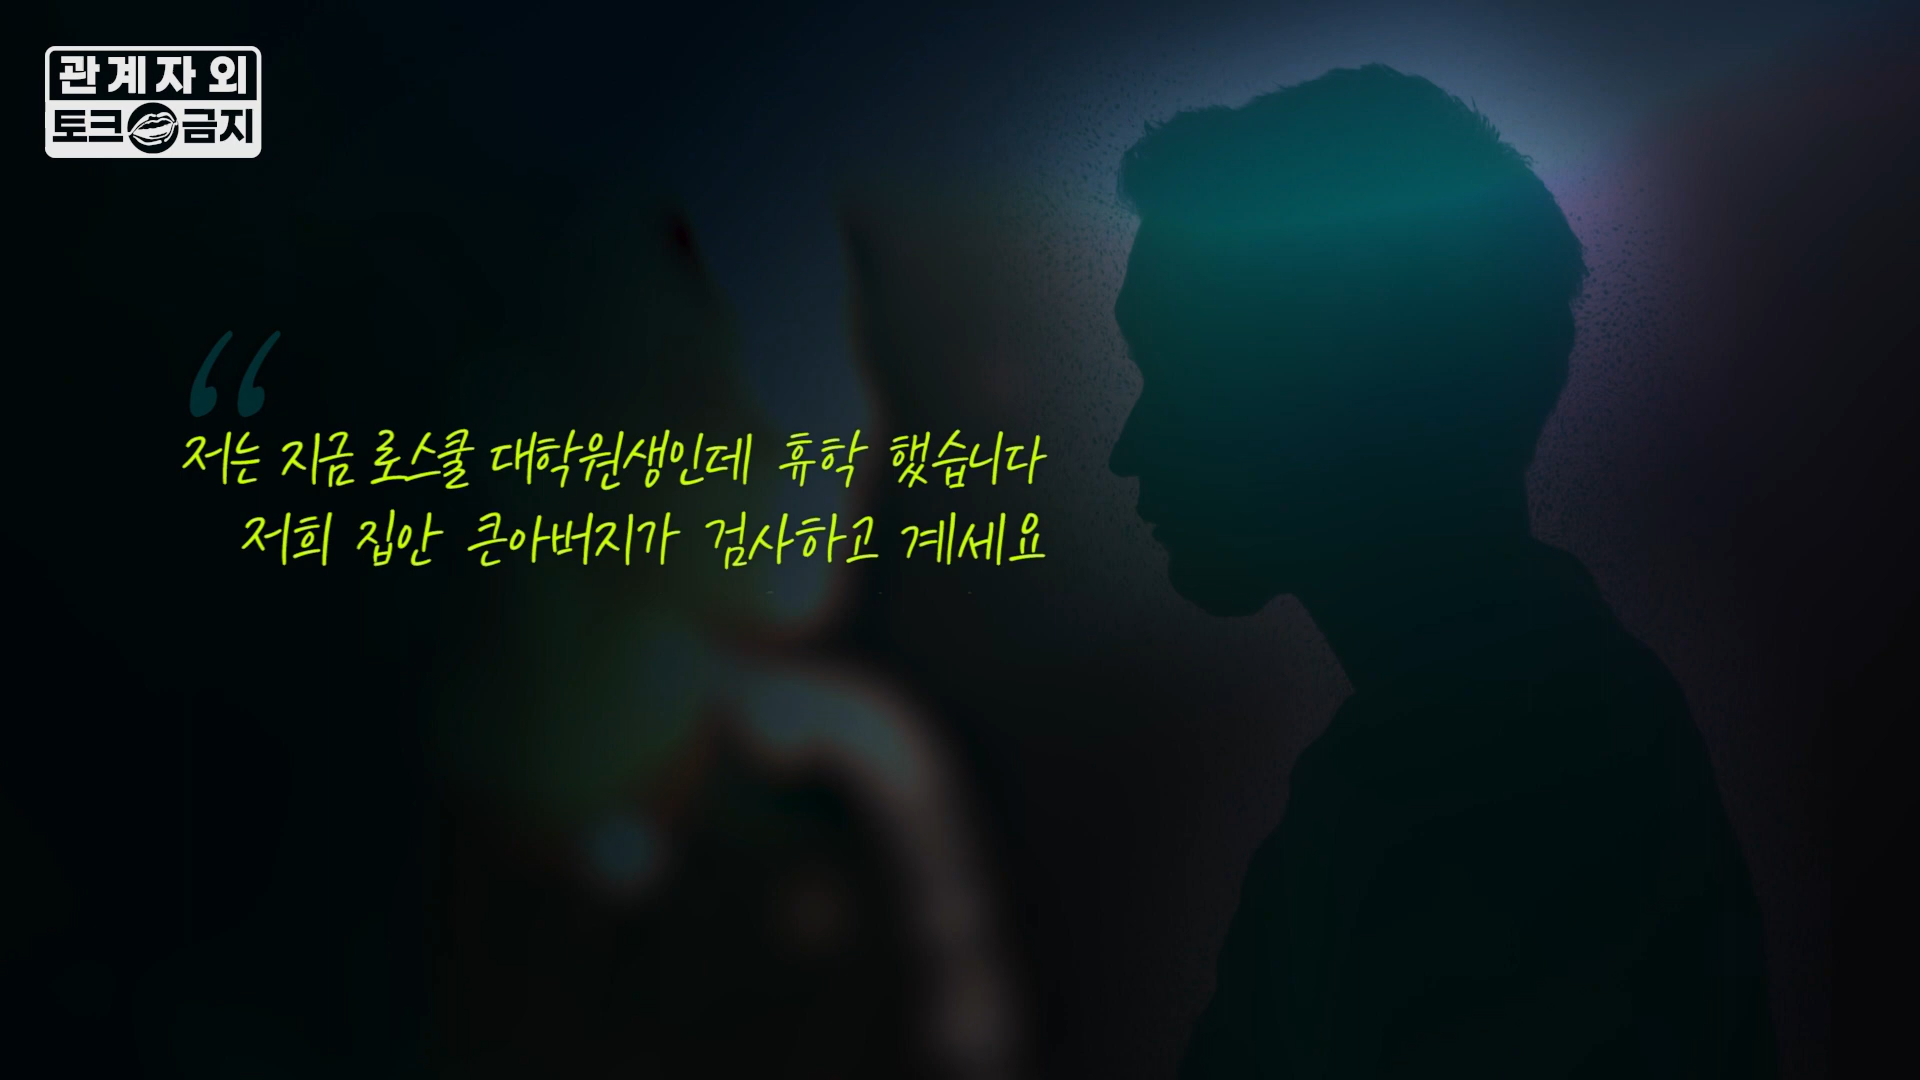 관계자 외
토크 금지
저는 지금 로스쿨 대학원생인데 휴학 했습니다
저희 집안 큰아버지가 검사하고 계세요